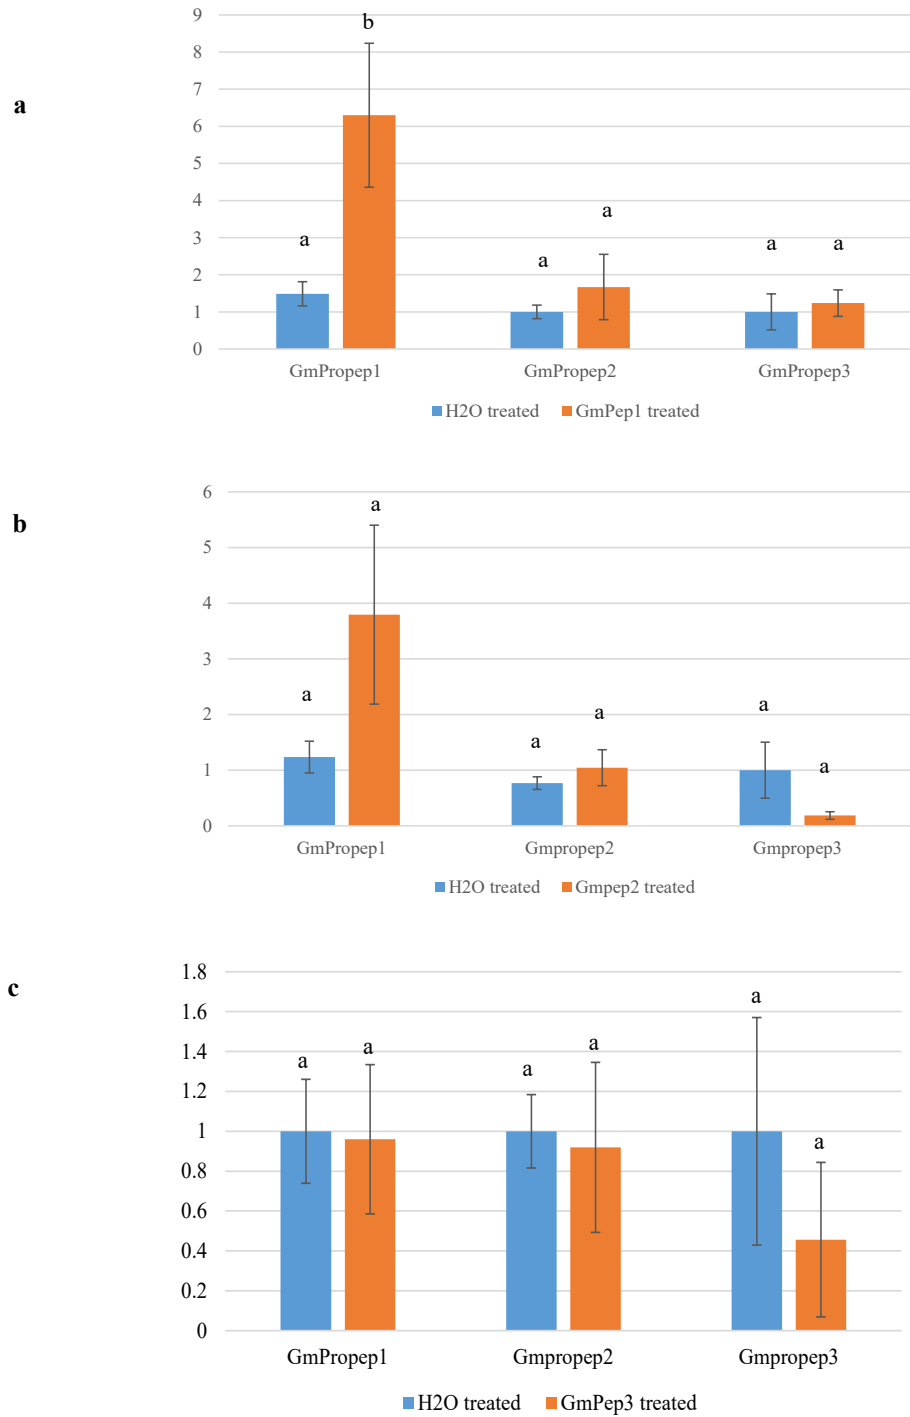 a
9
8
7
6
5
4
3
2
1
0
a b a a a a
GmPropep1 GmPropep2 GmPropep3
H2O treated GmPep1 treated
b
6
5
4
3
2
1
0
a a a a a a
GmPropep1 Gmpropep2 Gmpropep3
H2O treated Gmpep2 treated
c
1.8
1.6
1.4
1.2
1
0.8
0.6
0.4
0.2
0
a a a a a a
GmPropep1 Gmpropep2 Gmpropep3
H2O treated GmPep3 treated